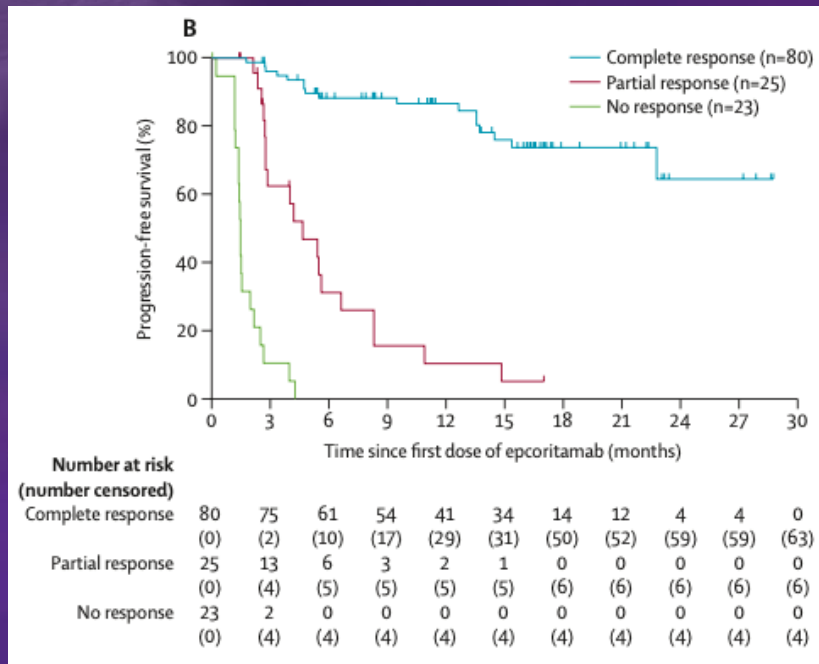 B
100
80
60
40
20
0
Progression-free survival (%)
Complete response (n=80)
Partial response (n=25)
No response (n=23)
0 3 6 9 12 15 18 21 24 27 30
Time since first dose of epcoritamab (months)
Number at risk
(number censored)
Complete response 80 75 61 54 41 34 14 12 4 4 0
(0) (2) (10) (17) (29) (31) (50) (52) (59) (59) (63)
Partial response 25 13 6 3 2 1 0 0 0 0 0
(0) (4) (5) (5) (5) (5) (6) (6) (6) (6) (6)
No response 23 2 0 0 0 0 0 0 0 0 0
(0) (4) (4) (4) (4) (4) (4) (4) (4) (4) (4)